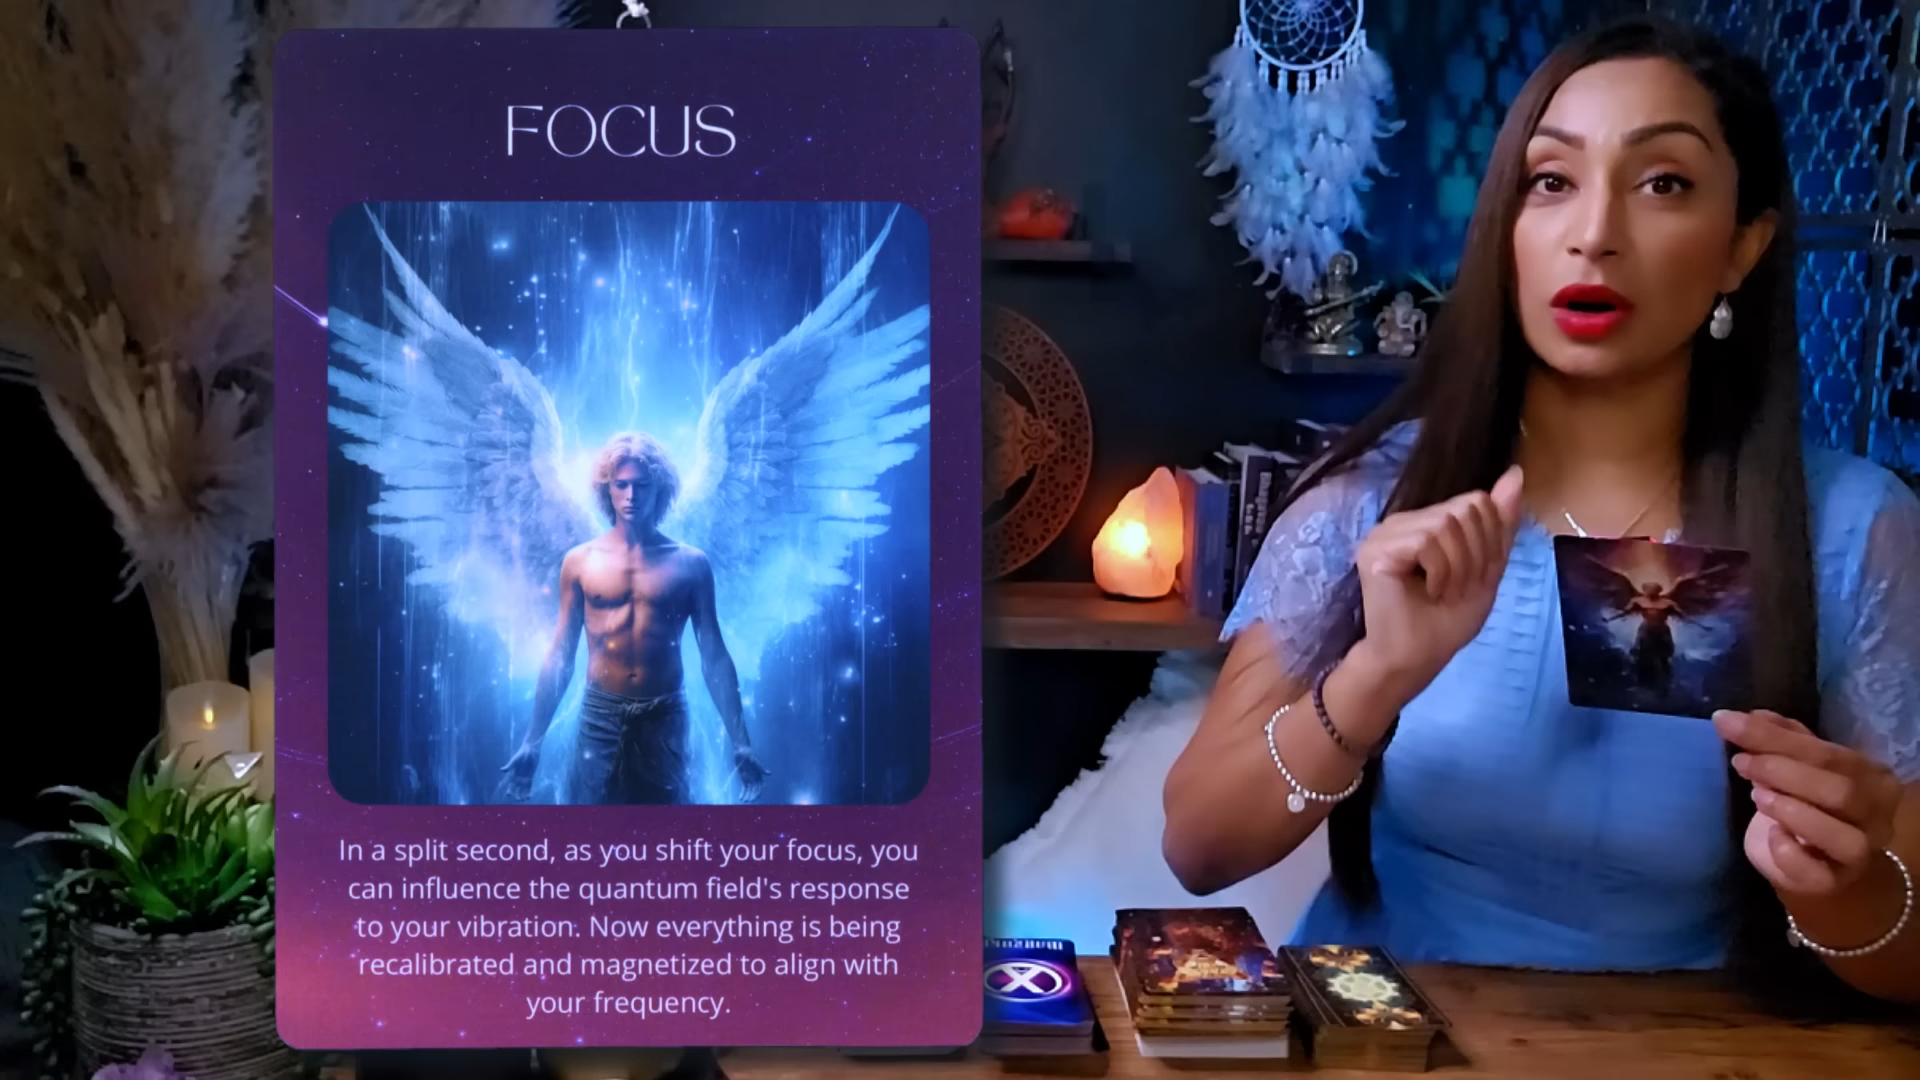 FOCUS
In a split second, as you shift your focus, you
can influence the quantum field's response
to your vibration. Now everything is being
recalibrated and magnetized to align with
your frequency.